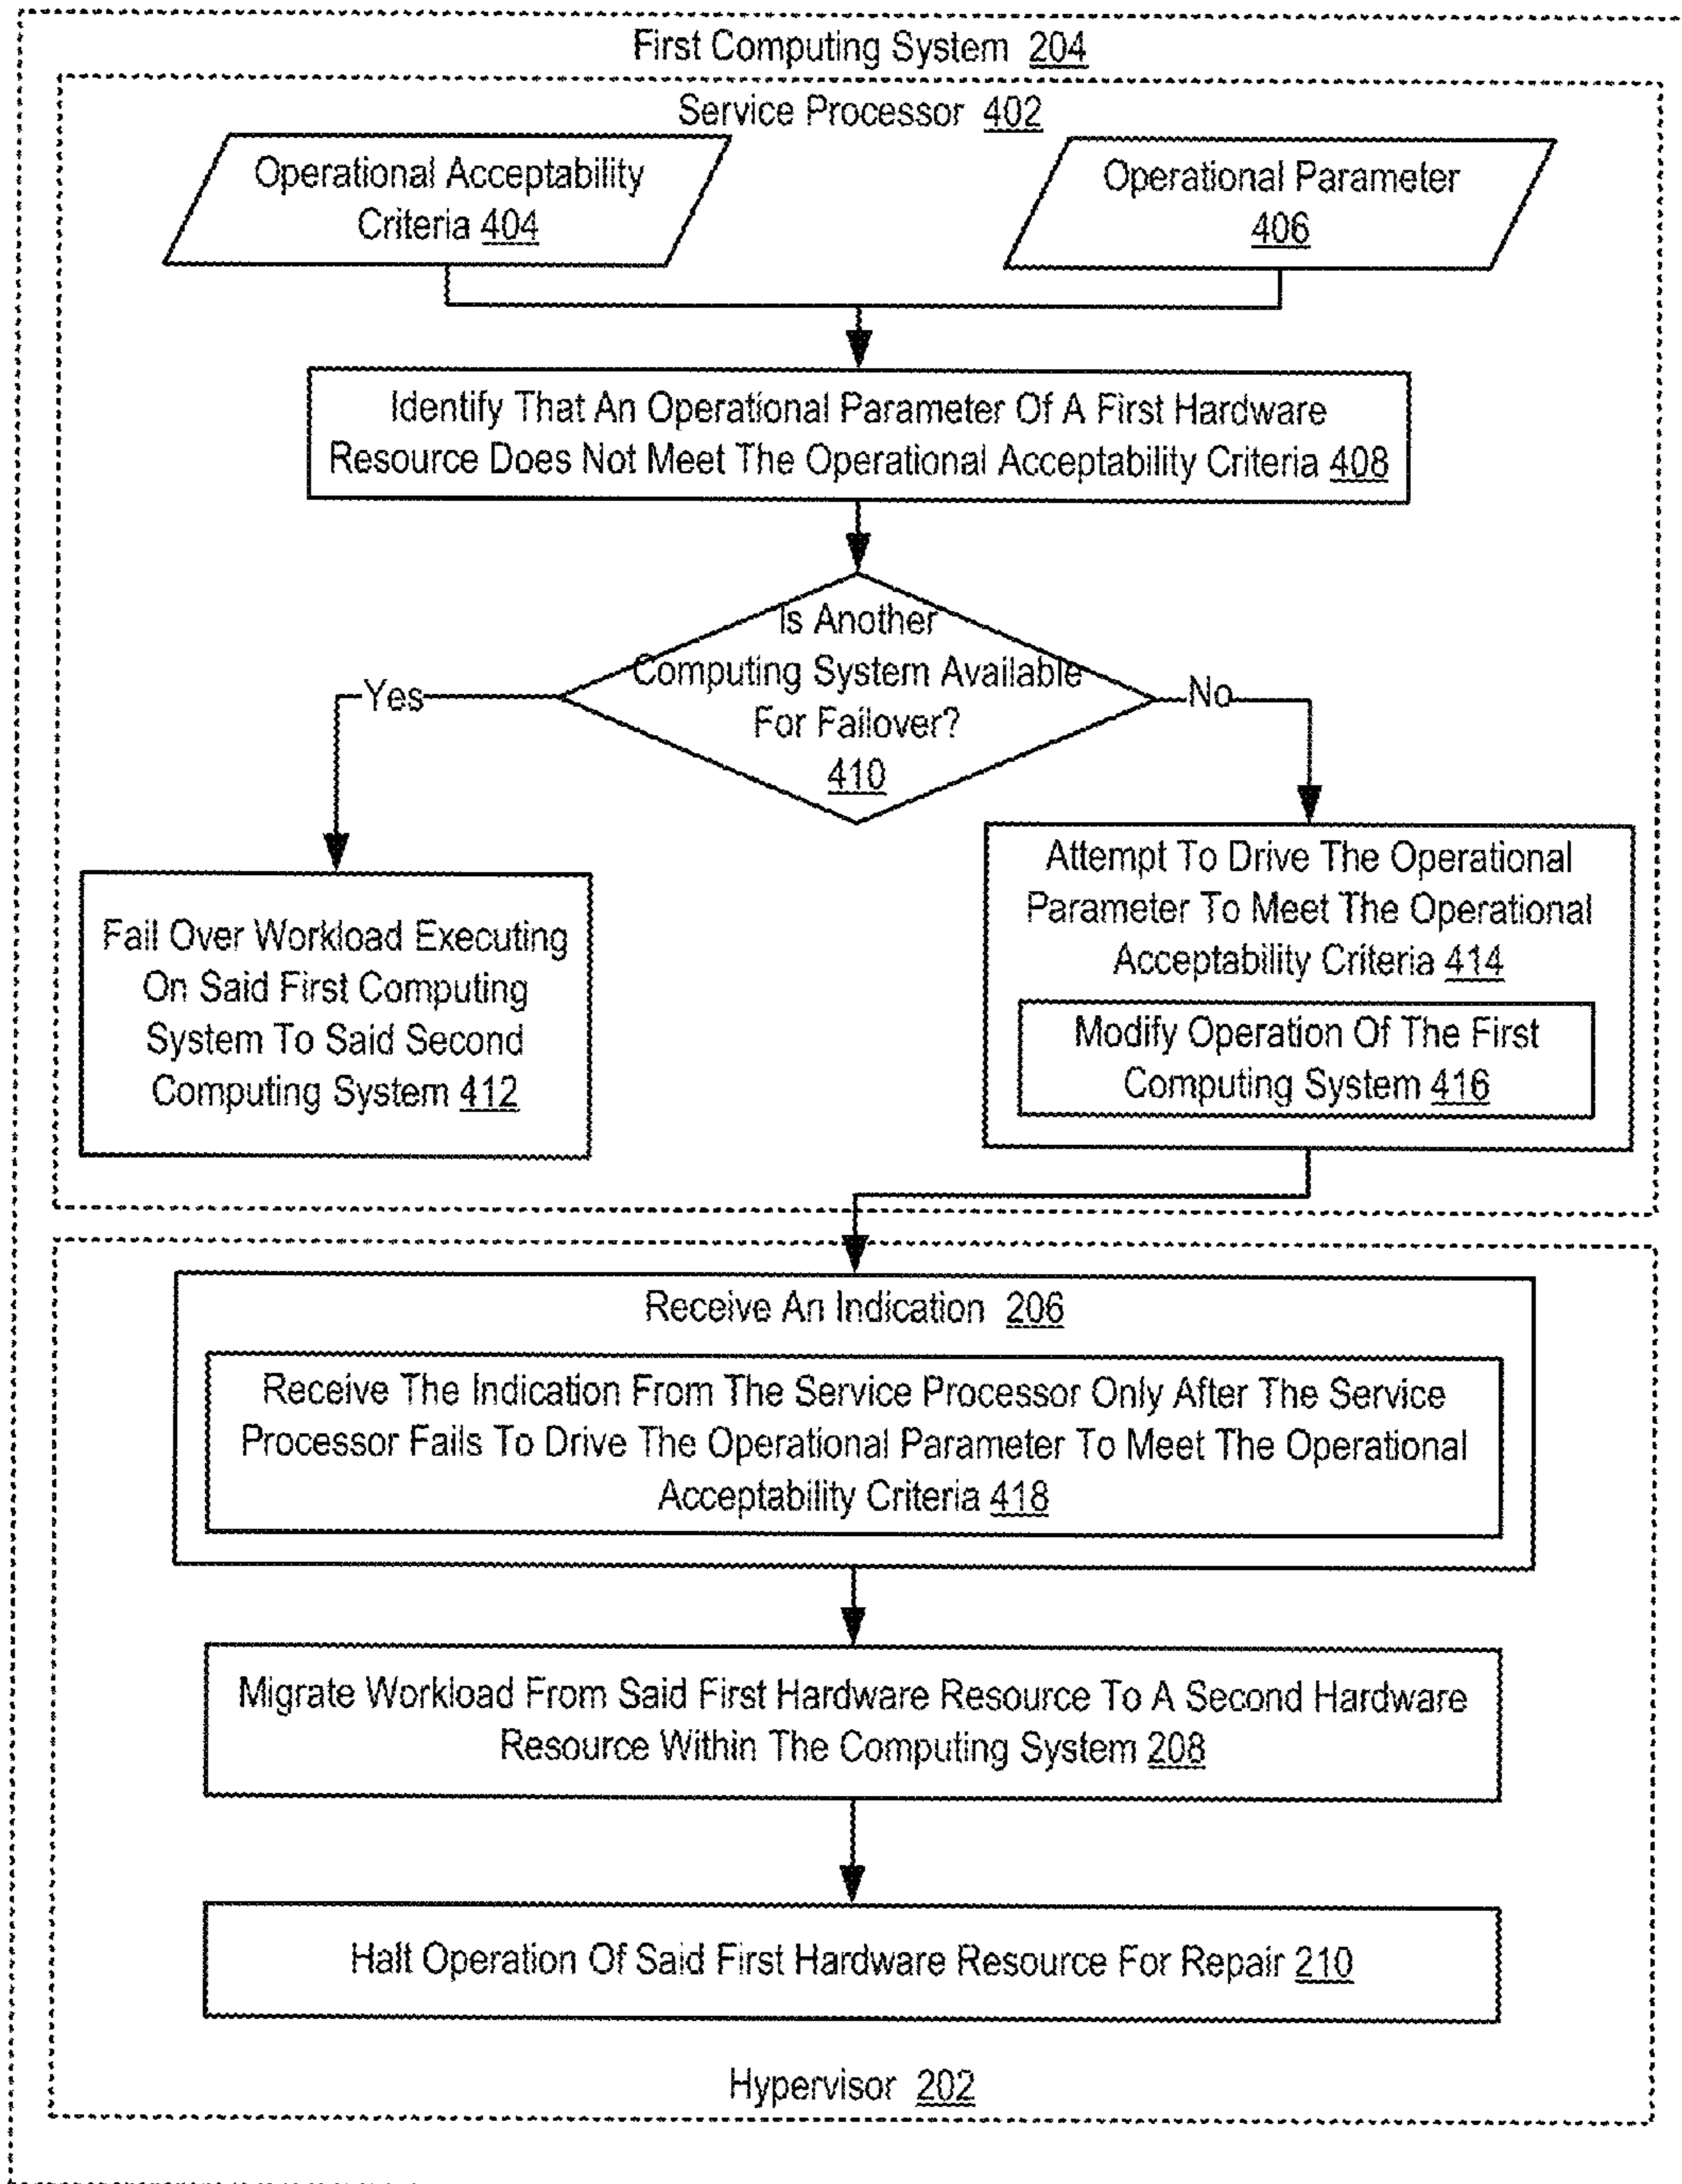 First Computing System 204
Service Processor 402
Operational Acceptability
Criteria 404
Operational Parameter
406
Identify That An Operational Parameter Of A First Hardware
Resource Does Not Meet The Operational Acceptability Criteria 408
Is Another
Computing System Available
For Failover?
410
Yes
No
Fail Over Workload Executing
On Said First Computing
System To Said Second
Computing System 412
Attempt To Drive The Operational
Parameter To Meet The Operational
Acceptability Criteria 414
Modify Operation Of The First
Computing System 416
Receive An Indication 206
Receive The Indication From The Service Processor Only After The Service
Processor Fails To Drive The Operational Parameter To Meet The Operational
Acceptability Criteria 418
Migrate Workload From Said First Hardware Resource To A Second Hardware
Resource Within The Computing System 208
Halt Operation Of Said First Hardware Resource For Repair 210
Hypervisor 202